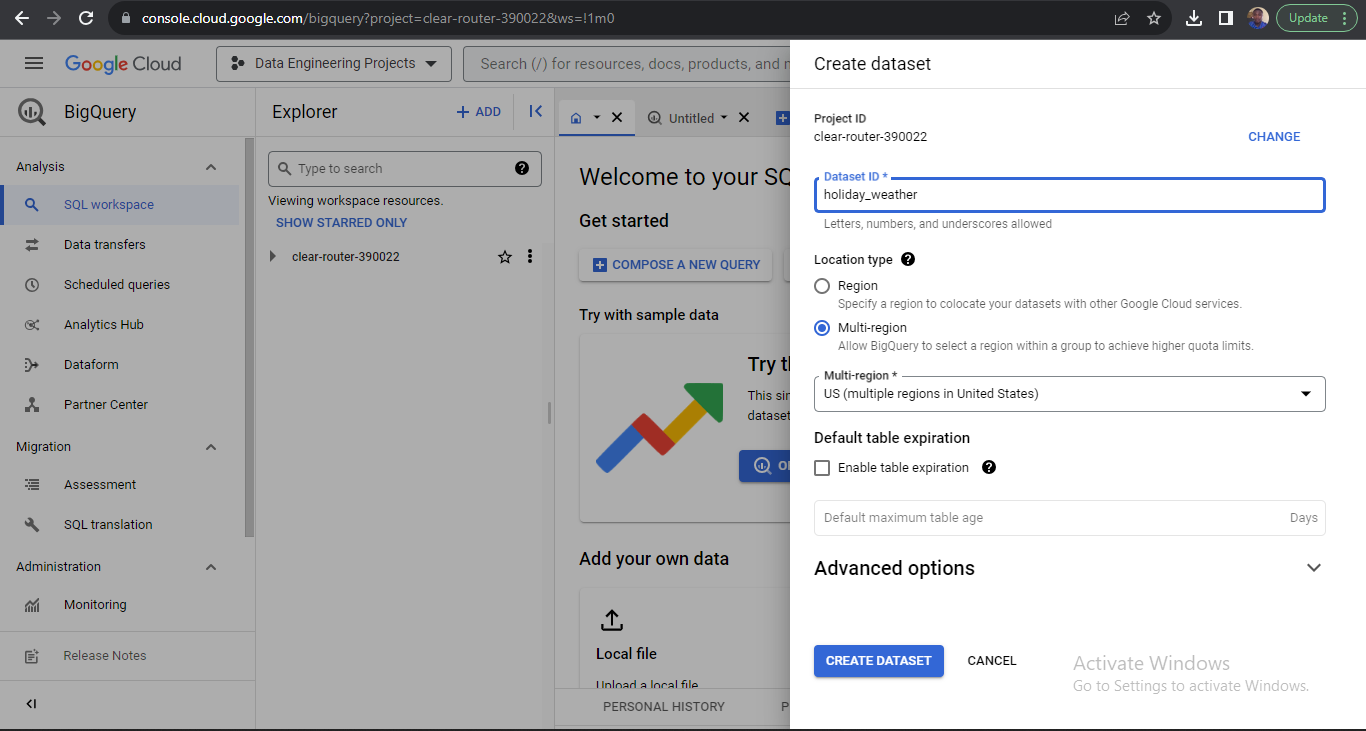 console.cloud.google.com/bigquery?project=clear-router-390022&ws=!1m0
Update
Google Cloud
Data Engineering Projects
Search (/) for resources, docs, products, and
BigQuery
Analysis
SQL workspace
Data transfers
Scheduled queries
Analytics Hub
Dataform
Partner Center
Migration
Assessment
SQL translation
Administration
Monitoring
Release Notes
Explorer
+ ADD
Type to search
Viewing workspace resources.
SHOW STARRED ONLY
clear-router-390022
Untitled
Welcome to your SQ
Get started
COMPOSE A NEW QUERY
Try with sample data
Try th
This sin
dataset
Add your own data
Local file
Upload a local file
PERSONAL HISTORY
P
Create dataset
Project ID
clear-router-390022
CHANGE
Dataset ID *
holiday_weather
Letters, numbers, and underscores allowed
Location type
Region
Specify a region to colocate your datasets with other Google Cloud services.
Multi-region
Allow BigQuery to select a region within a group to achieve higher quota limits.
Multi-region *
US (multiple regions in United States)
Default table expiration
Enable table expiration
Default maximum table age
Days
Advanced options
CREATE DATASET
CANCEL
Activate Windows
Go to Settings to activate Windows.